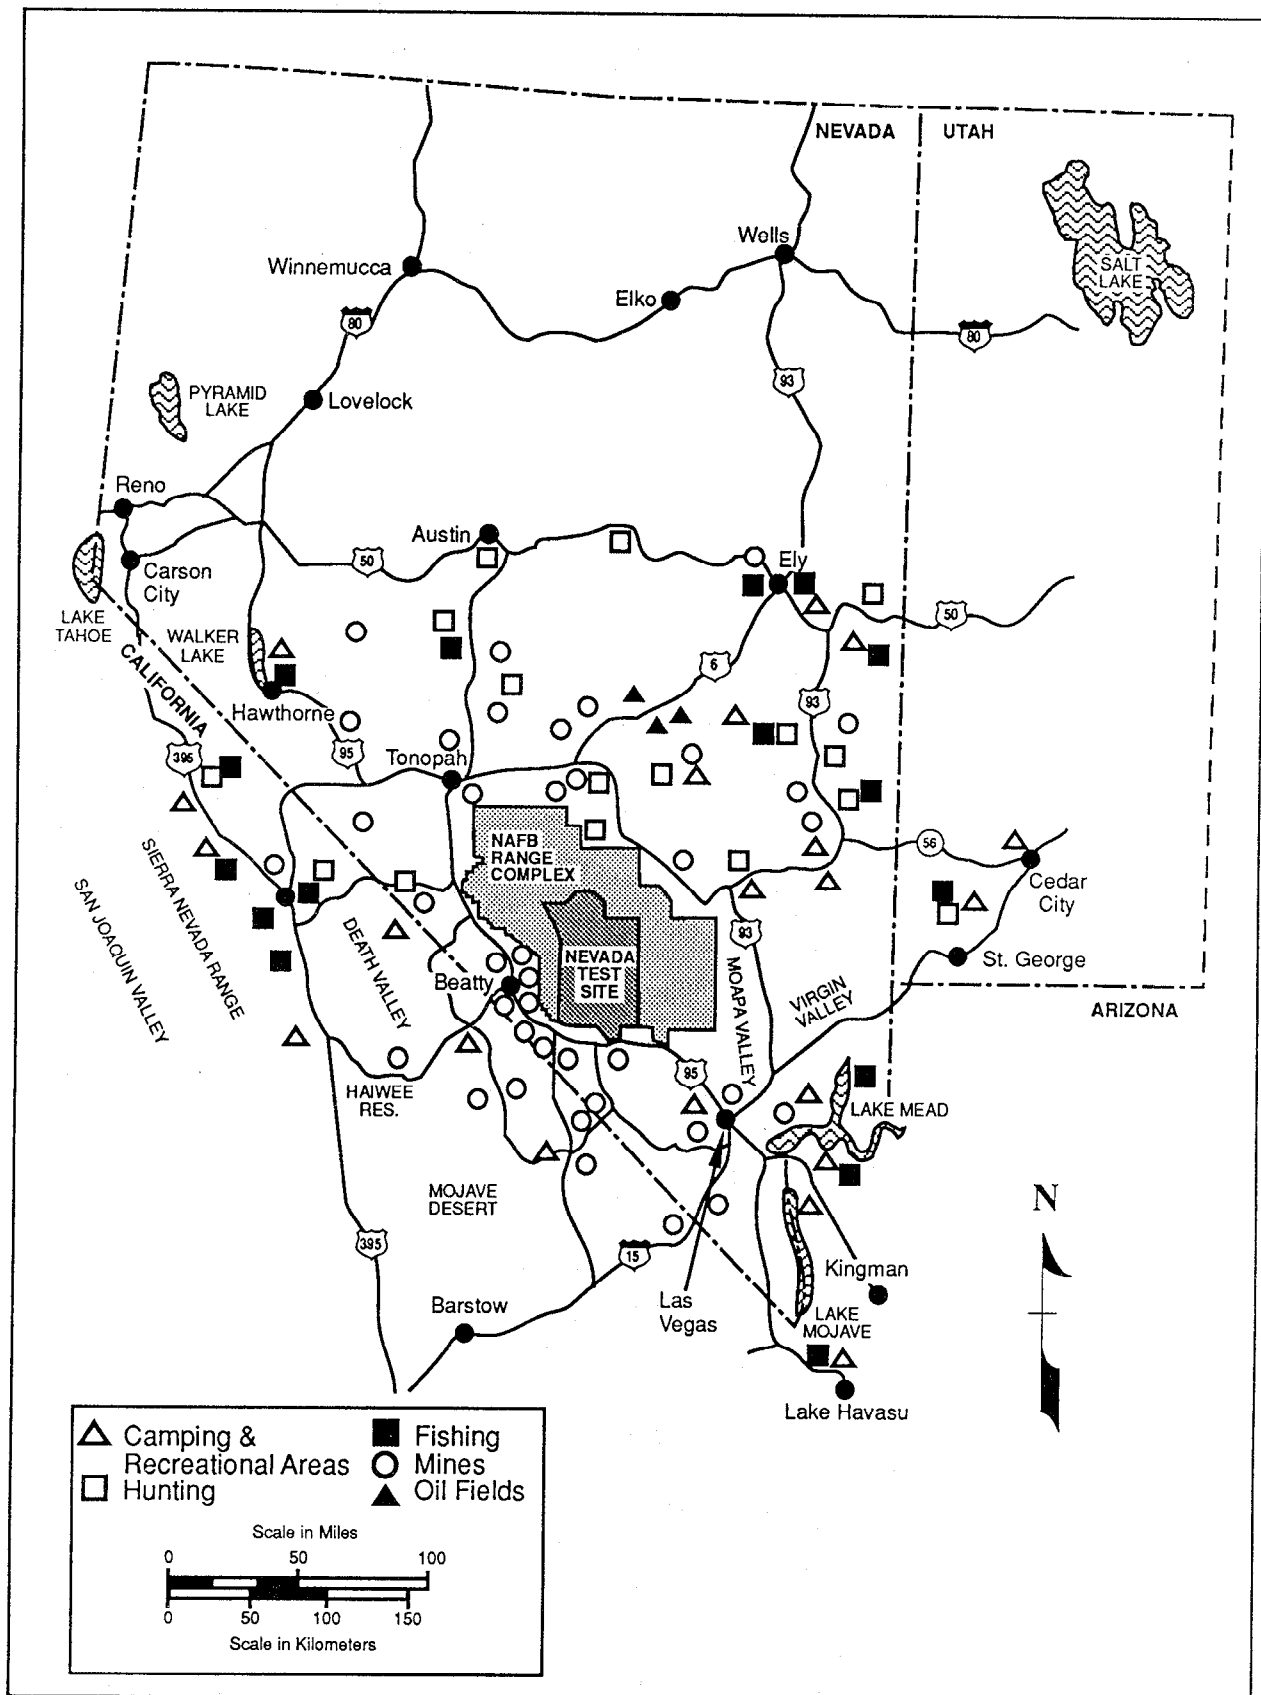 NEVADA
UTAH
SALT
LAKE
Wells
Winnemucca
Elko
80
80
93
PYRAMID
LAKE
Lovelock
Reno
Austin
50
Ely
Carson
City
LAKE
TAHOE
WALKER
LAKE
50
CALIFORNIA
6
Hawthorne
93
395
95
Tonopah
NAFB
RANGE
COMPLEX
56
SIERRA NEVADA RANGE
SAN JOAQUIN VALLEY
Cedar
City
DEATH VALLEY
93
NEVADA
TEST
SITE
Beatty
MOAPA VALLEY
VIRGIN
VALLEY
St. George
ARIZONA
HAIWEE
RES.
95
LAKE MEAD
MOJAVE
DESERT
N
395
15
Kingman
Barstow
Las
Vegas
LAKE
MOJAVE
Lake Havasu
Camping &
Recreational Areas
Hunting
Fishing
Mines
Oil Fields
Scale in Miles
0 50 100
0 50 100 150
Scale in Kilometers